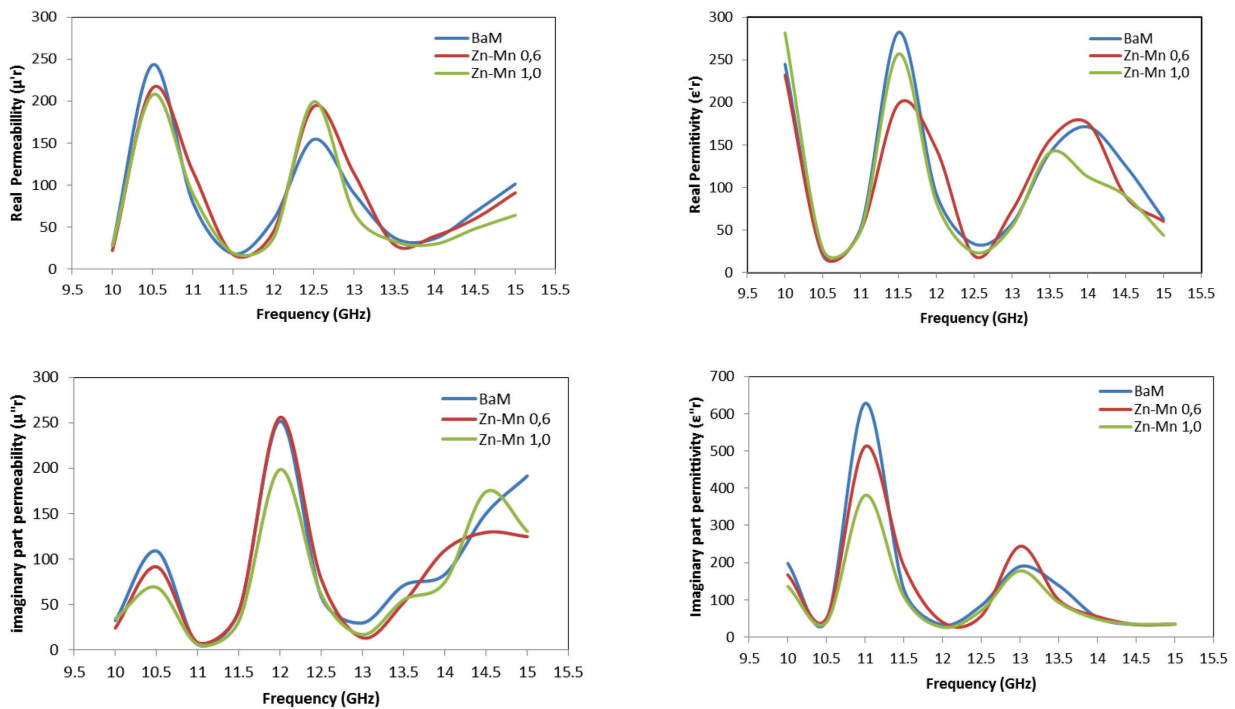 Real Permeability (μ'r)
300
250
200
150
100
50
0
BaM
Zn-Mn 0,6
Zn-Mn 1,0
9.5 10 10.5 11 11.5 12 12.5 13 13.5 14 14.5 15 15.5
Frequency (GHz)
Real Permitivity (ε'r)
300
250
200
150
100
50
0
BaM
Zn-Mn 0,6
Zn-Mn 1,0
9.5 10 10.5 11 11.5 12 12.5 13 13.5 14 14.5 15 15.5
Frequency (GHz)
imaginary part permeability (μ"r)
300
250
200
150
100
50
0
BaM
Zn-Mn 0,6
Zn-Mn 1,0
9.5 10 10.5 11 11.5 12 12.5 13 13.5 14 14.5 15 15.5
Frequency (GHz)
Imaginary part permittivity (ε"r)
700
600
500
400
300
200
100
0
BaM
Zn-Mn 0,6
Zn-Mn 1,0
9.5 10 10.5 11 11.5 12 12.5 13 13.5 14 14.5 15 15.5
Frequency (GHz)